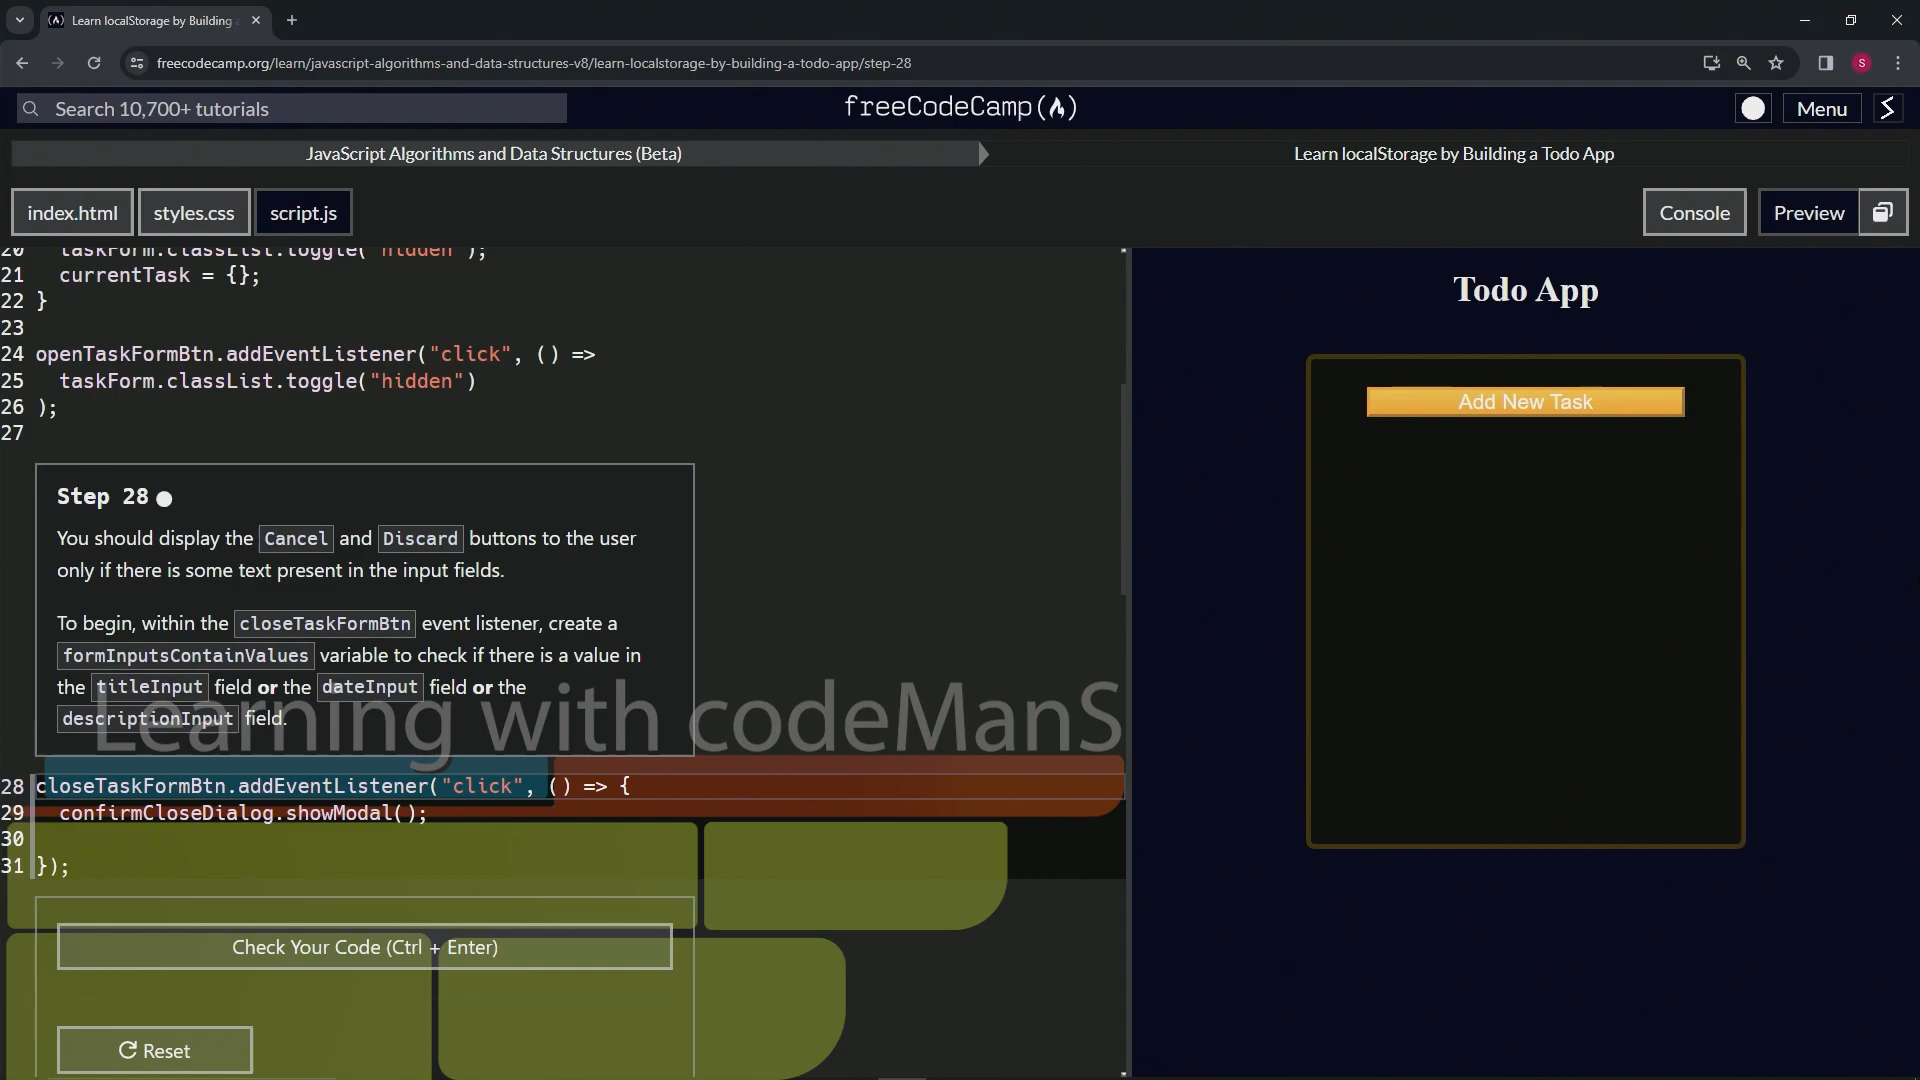 Learn localStorage by Building a
freecodecamp.org/learn/javascript-algorithms-and-data-structures-v8/learn-localstorage-by-building-a-todo-app/step-28
S
Search 10,700+ tutorials
freeCodeCamp(🔥)
Menu
JavaScript Algorithms and Data Structures (Beta)
Learn localStorage by Building a Todo App
index.html
styles.css
script.js
Console
Preview
20 taskForm.classList.toggle("hidden");
21 currentTask = {};
22 }
23
24 openTaskFormBtn.addEventListener("click", () =>
25 taskForm.classList.toggle("hidden")
26 );
27
Step 28
You should display the Cancel and Discard buttons to the user
only if there is some text present in the input fields.
To begin, within the closeTaskFormBtn event listener, create a
formInputsContainValues variable to check if there is a value in
the titleInput field or the dateInput field or the
descriptionInput field.
Learning with codeManS
28 closeTaskFormBtn.addEventListener("click", () => {
29 confirmCloseDialog.showModal();
30
31 });
Check Your Code (Ctrl + Enter)
Reset
Todo App
Add New Task